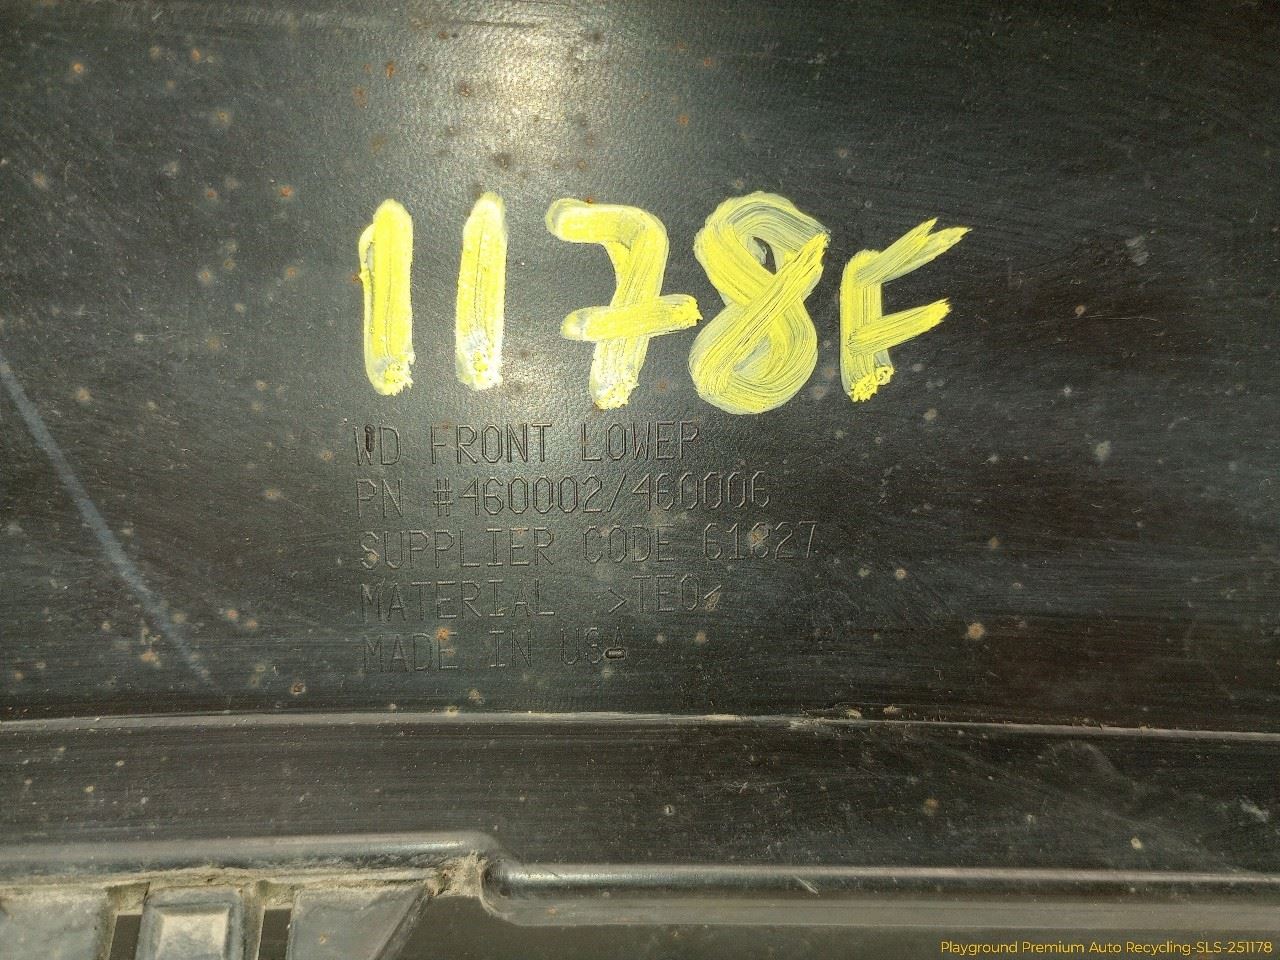 1178F
WD FRONT LOWER
PN #460002/460006
SUPPLIER CODE 61827
MATERIAL >TEO<
MADE IN USA
Playground Premium Auto Recycling-SLS-251178